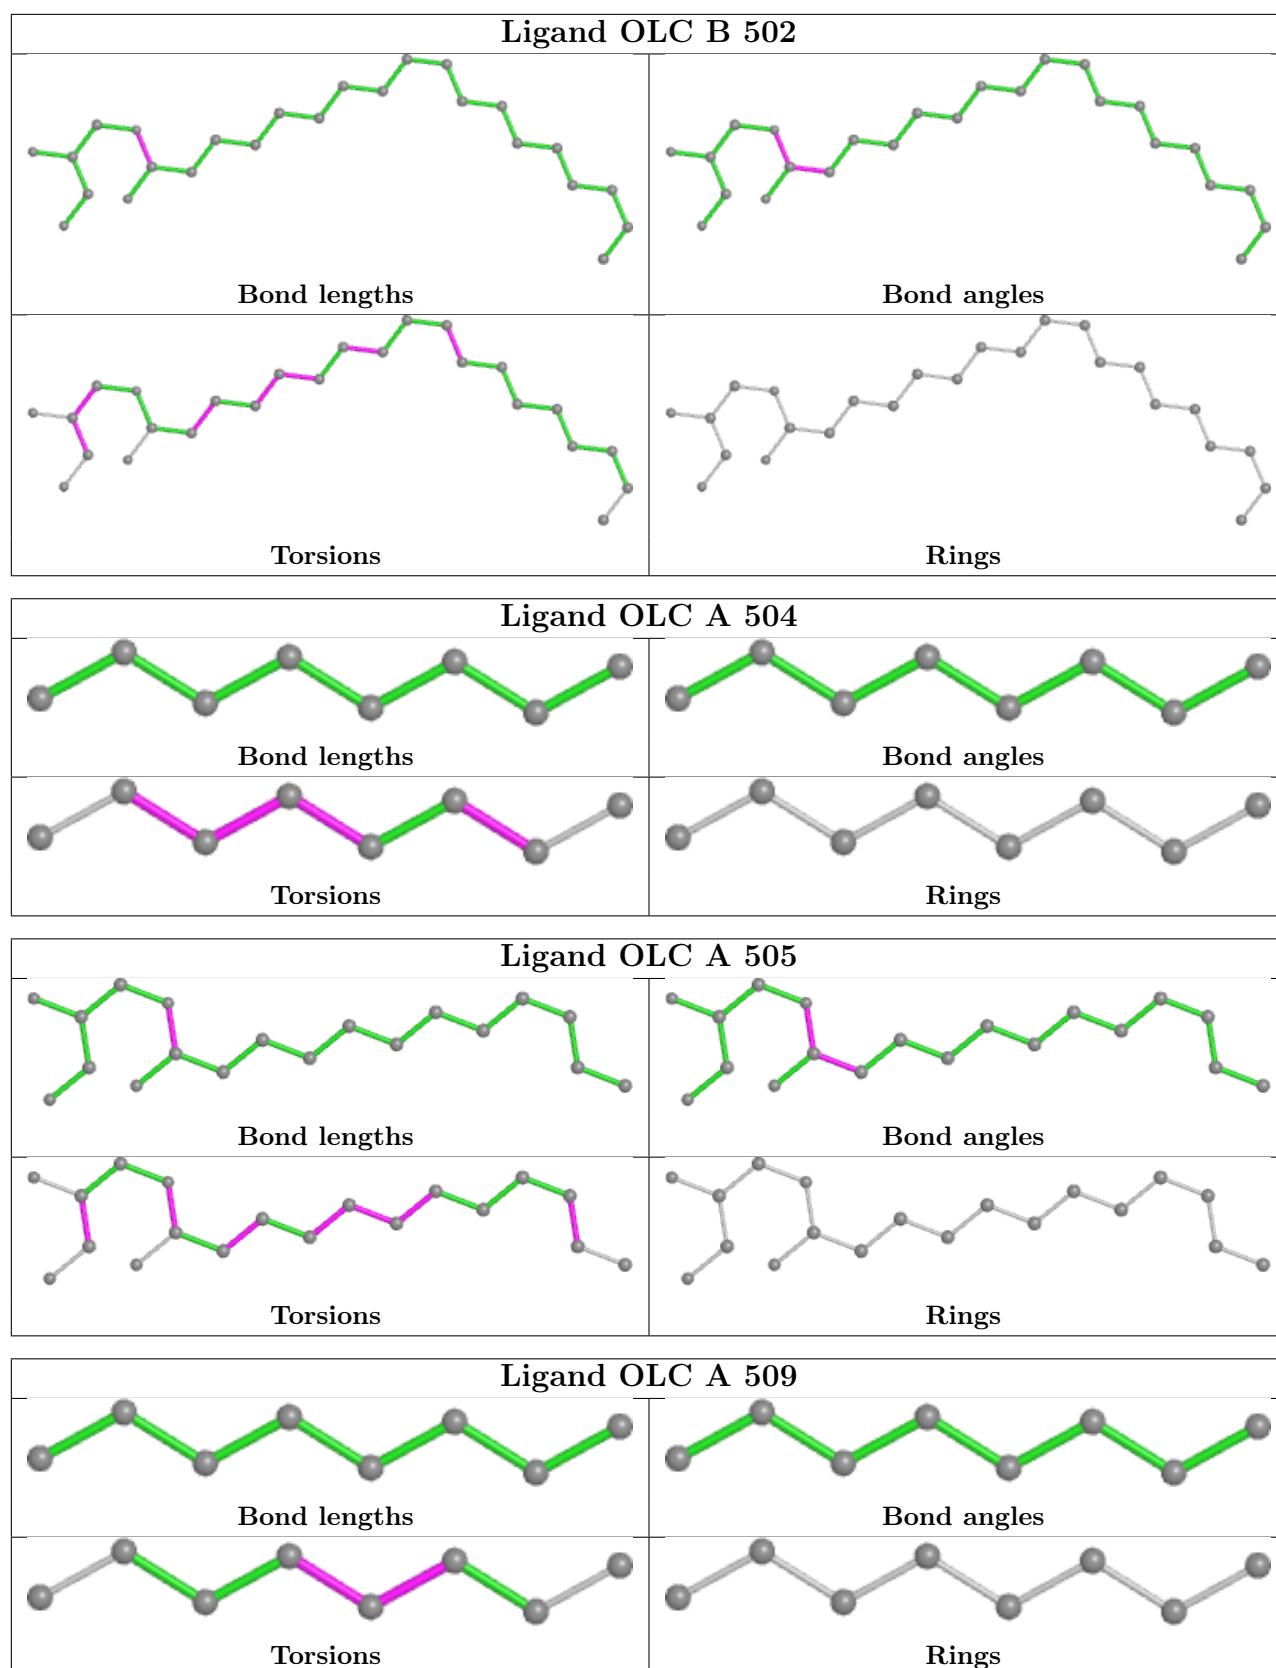 Ligand OLC B 502
Bond lengths
Bond angles
Torsions
Rings
Ligand OLC A 504
Bond lengths
Bond angles
Torsions
Rings
Ligand OLC A 505
Bond lengths
Bond angles
Torsions
Rings
Ligand OLC A 509
Bond lengths
Bond angles
Torsions
Rings